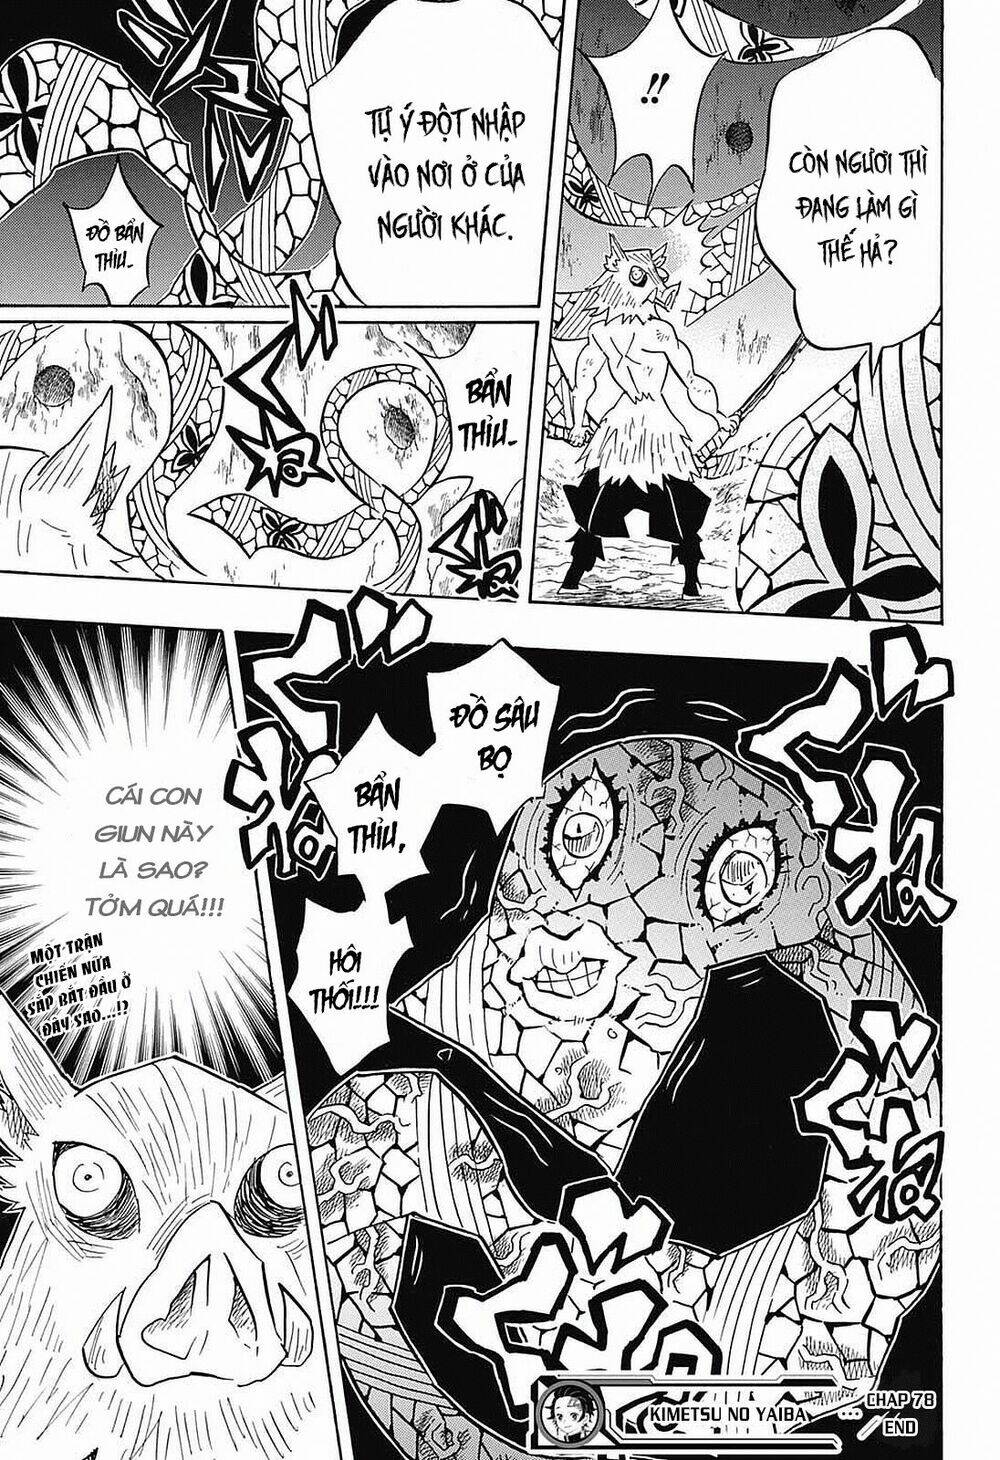 !!
CÒN NGƯƠI THÌ
ĐANG LÀM GÌ
THẾ HẢ?
TỰ Ý ĐỘT NHẬP
VÀO NƠI Ở CỦA
NGƯỜI KHÁC.
ĐỒ BẨN
THỈU..
BẨN
THỈU..
ĐỒ SÂU
BỌ
BẨN
THỈU,
HÔI
THỐI!!!
CÁI CON
GIUN NÀY
LÀ SAO?
TỞM QUÁ!!!
MỘT TRẬN
CHIẾN NỮA
SẮP BẮT ĐẦU Ở
ĐÂY SAO...!?
KIMETSU NO YAIBA ... CHAP 78
/ END